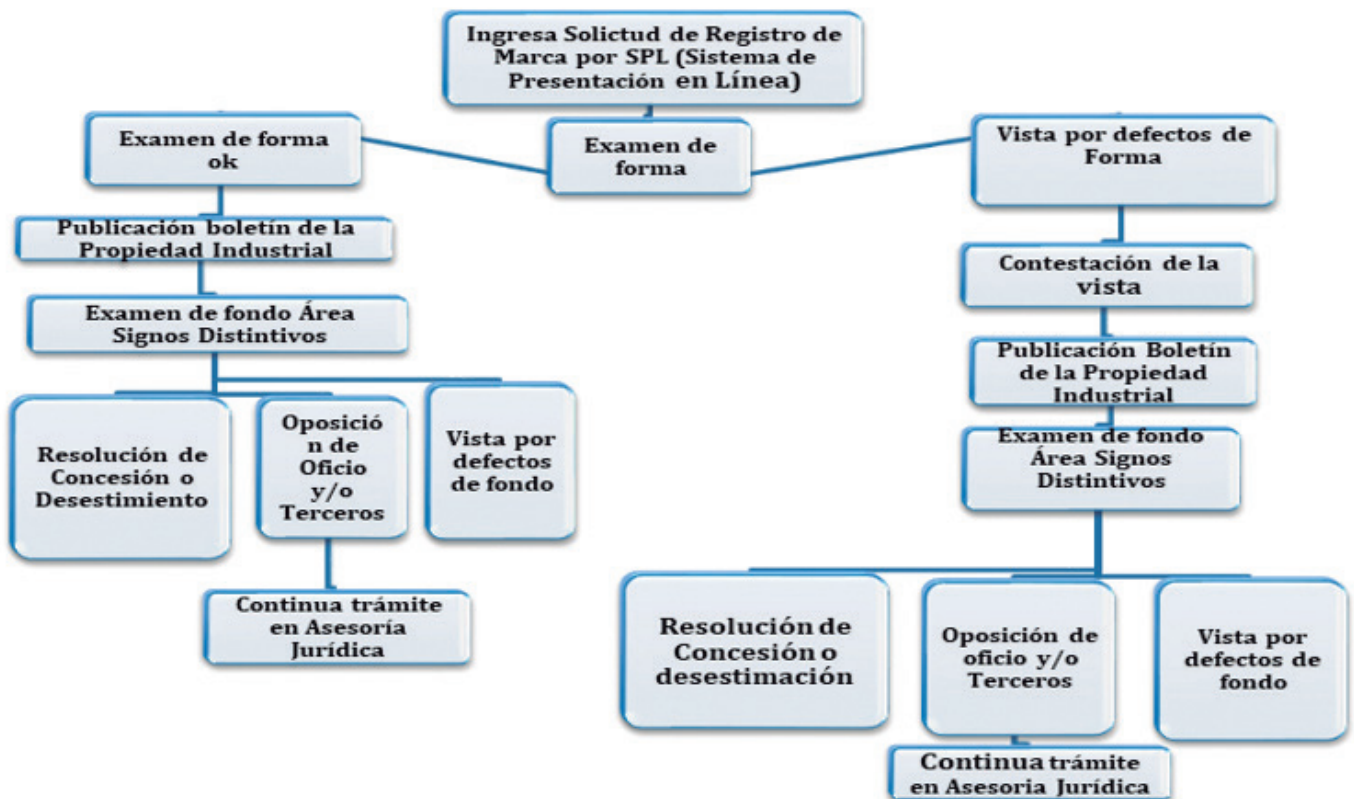 Ingresa Solictud de Registro de
Marca por SPL (Sistema de
Presentación en Línea)
Examen de
forma
Examen de forma
ok
Publicación boletín de la
Propiedad Industrial
Examen de fondo Área
Signos Distintivos
Resolución de
Concesión o
Desestimiento
Oposició
n de
Oficio
y/o
Terceros
Vista por
defectos
de fondo
Continua trámite
en Asesoría
Jurídica
Vista por defectos de
Forma
Contestación de la
vista
Publicación Boletín
de la Propiedad
Industrial
Examen de fondo
Área Signos
Distintivos
Resolución de
Concesión o
desestimación
Oposición de
oficio y/o
Terceros
Vista por
defectos de
fondo
Continua trámite
en Asesoria Jurídica